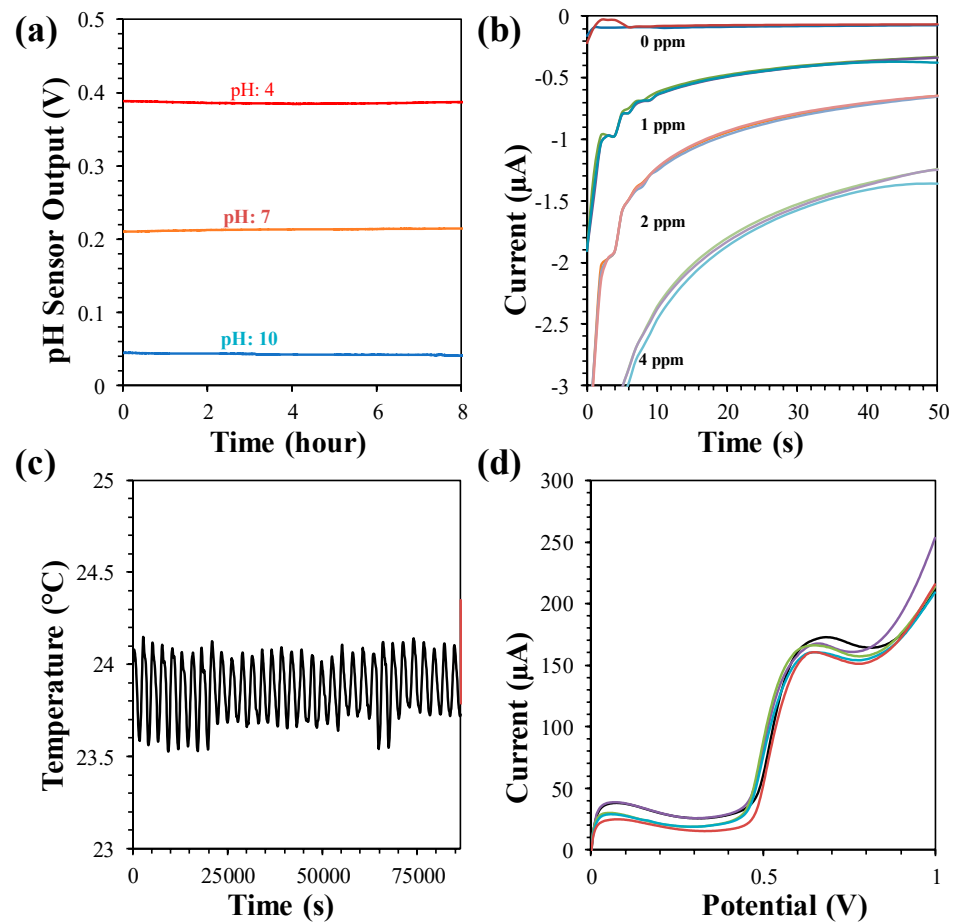 (a)
pH Sensor Output (V)
0.5
0.4
0.3
0.2
0.1
0
pH: 4
pH: 7
pH: 10
0
2
4
6
8
Time (hour)
(b)
Current (µA)
0
-0.5
-1
-1.5
-2
-2.5
-3
0 ppm
1 ppm
2 ppm
4 ppm
0
10
20
30
40
50
Time (s)
(c)
Temperature (°C)
25
24.5
24
23.5
23
0
25000
50000
75000
Time (s)
(d)
Current (µA)
300
250
200
150
100
50
0
0
0.5
1
Potential (V)